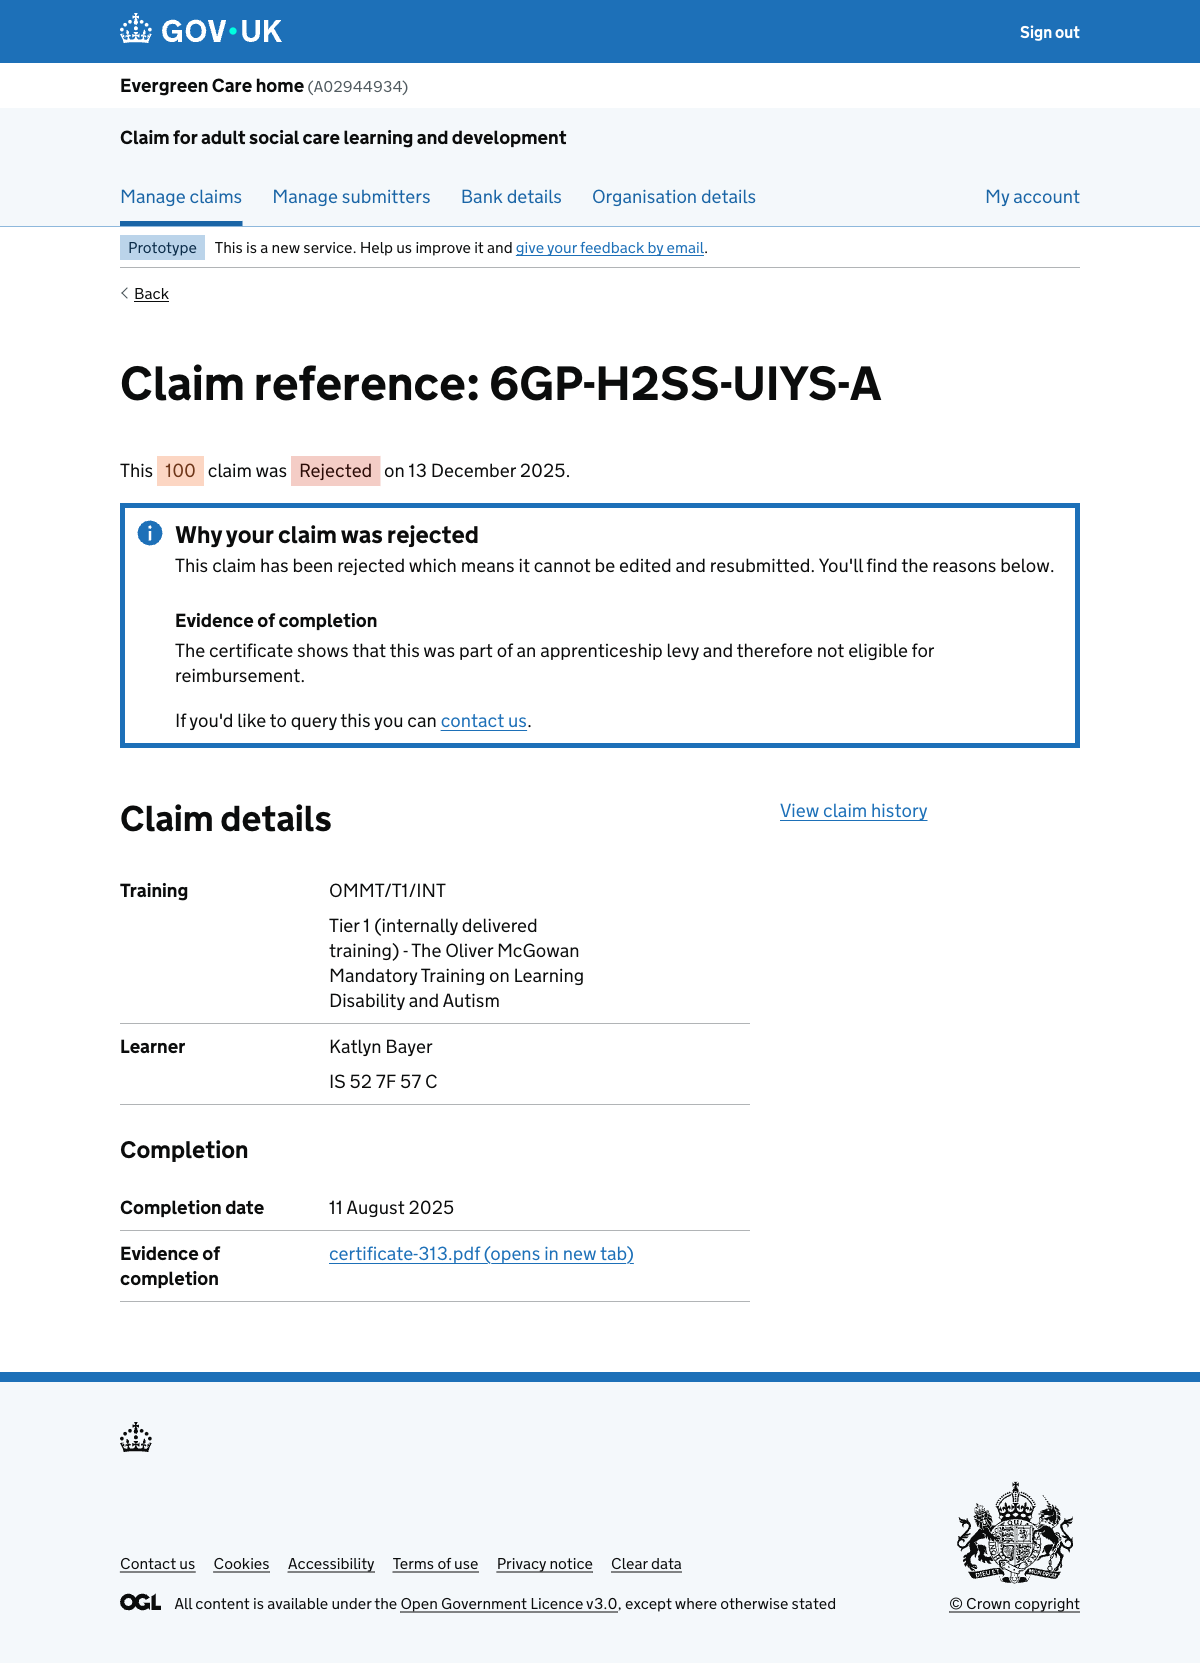 GOV·UK
Sign out
Evergreen Care home (A02944934)
Claim for adult social care learning and development
Manage claims Manage submitters Bank details Organisation details My account
Prototype This is a new service. Help us improve it and give your feedback by email.
Back
Claim reference: 6GP-H2SS-UIYS-A
This 100 claim was Rejected on 13 December 2025.
Why your claim was rejected
This claim has been rejected which means it cannot be edited and resubmitted. You'll find the reasons below.
Evidence of completion
The certificate shows that this was part of an apprenticeship levy and therefore not eligible for
reimbursement.
If you'd like to query this you can contact us.
Claim details
View claim history
Training
OMMT/T1/INT
Tier 1 (internally delivered
training) - The Oliver McGowan
Mandatory Training on Learning
Disability and Autism
Learner
Katlyn Bayer
IS 52 7F 57 C
Completion
Completion date
11 August 2025
Evidence of
completion
certificate-313.pdf (opens in new tab)
Contact us Cookies Accessibility Terms of use Privacy notice Clear data
OGL All content is available under the Open Government Licence v3.0, except where otherwise stated
© Crown copyright